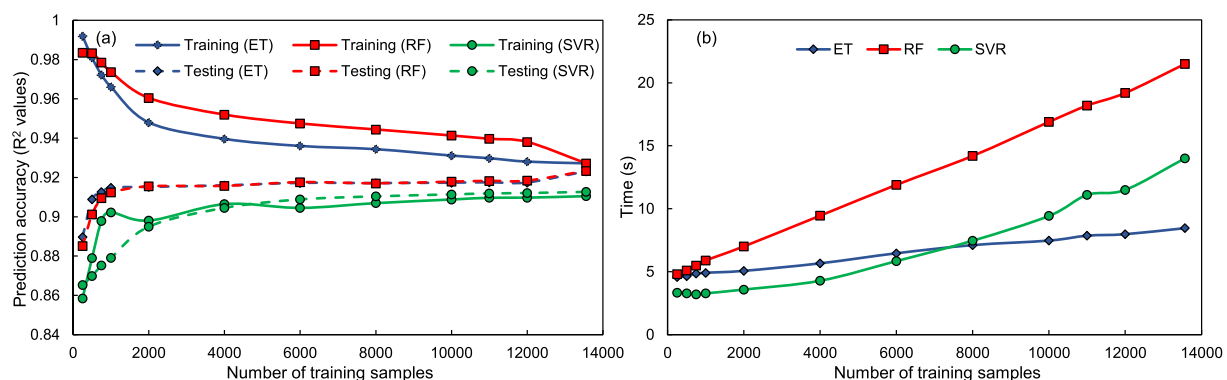 (a)
Training (ET)
Training (RF)
Training (SVR)
Testing (ET)
Testing (RF)
Testing (SVR)
Prediction accuracy (R² values)
1
0.98
0.96
0.94
0.92
0.9
0.88
0.86
0.84
0
2000
4000
6000
8000
10000
12000
14000
Number of training samples
(b)
ET
RF
SVR
Time (s)
25
20
15
10
5
0
0
2000
4000
6000
8000
10000
12000
14000
Number of training samples